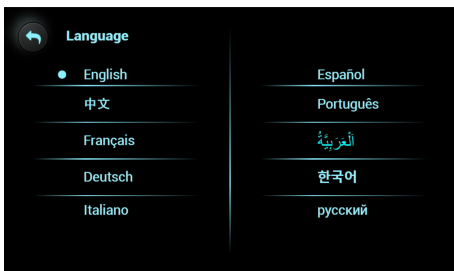 Language
English
中文
Français
Deutsch
Italiano
Español
Português
اَلْعَرَبِيَّةُ
한국어
русский